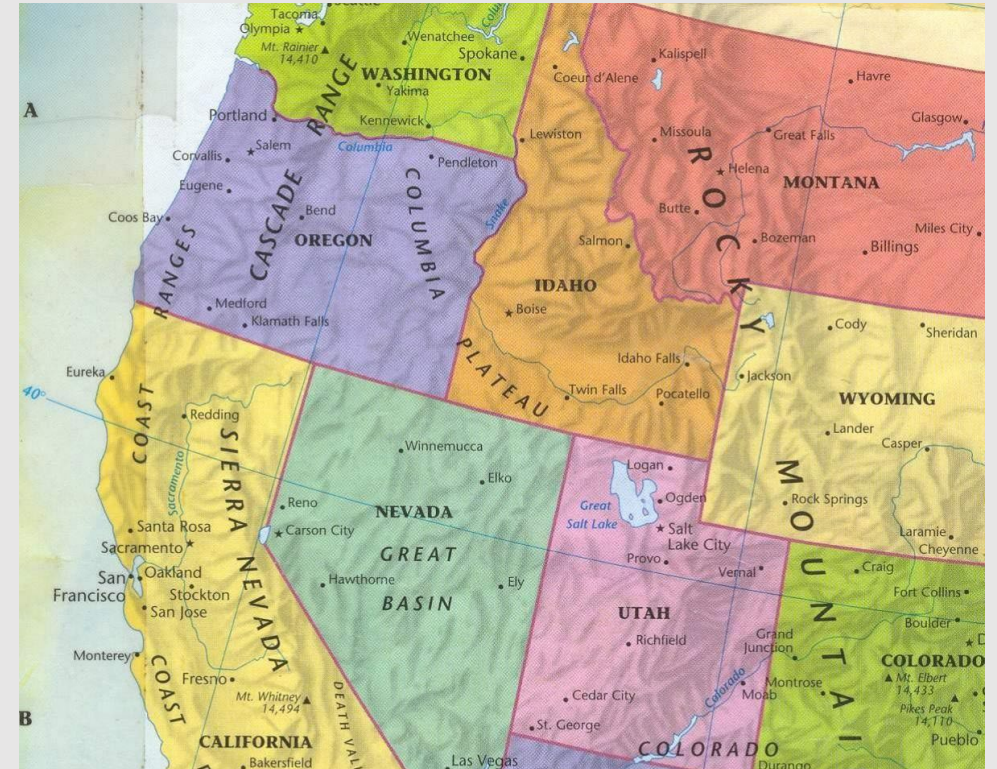 Tacoma
Olympia
Mt. Rainier
14,410
Wenatchee
Spokane
WASHINGTON
Yakima
Kennewick
RANGE
Coeur d'Alene
Kalispell
Havre
Glasgow
A
Portland
Salem
Corvallis
Columbia
Pendleton
Lewiston
Missoula
Great Falls
Helena
MONTANA
Eugene
Coos Bay
Bend
CASCADE
OREGON
COLUMBIA
Snake
Butte
Bozeman
Miles City
Billings
Salmon
ROCKY
RANGES
IDAHO
Boise
Medford
Klamath Falls
PLATEAU
Idaho Falls
Twin Falls
Pocatello
Cody
Sheridan
Jackson
WYOMING
Lander
Casper
Eureka
40°
COAST
Redding
SIERRA NEVADA
Sacramento
Winnemucca
Elko
Reno
NEVADA
Carson City
Logan
Ogden
Great
Salt Lake
Salt
Lake City
Provo
Vernal
MOUNTAI
Rock Springs
Laramie
Cheyenne
Santa Rosa
Sacramento
San
Francisco
Oakland
Stockton
San Jose
GREAT
BASIN
Hawthorne
Ely
UTAH
Richfield
Craig
Fort Collins
Boulder
Grand
Junction
COLORADO
Mt. Elbert
14,433
Pikes Peak
14,110
Pueblo
Monterey
COAST
Fresno
Mt. Whitney
14,494
DEATH VAL
Cedar City
St. George
Colorado
Moab
Montrose
B
CALIFORNIA
Bakersfield
Las Vegas
COLORADO
Durango